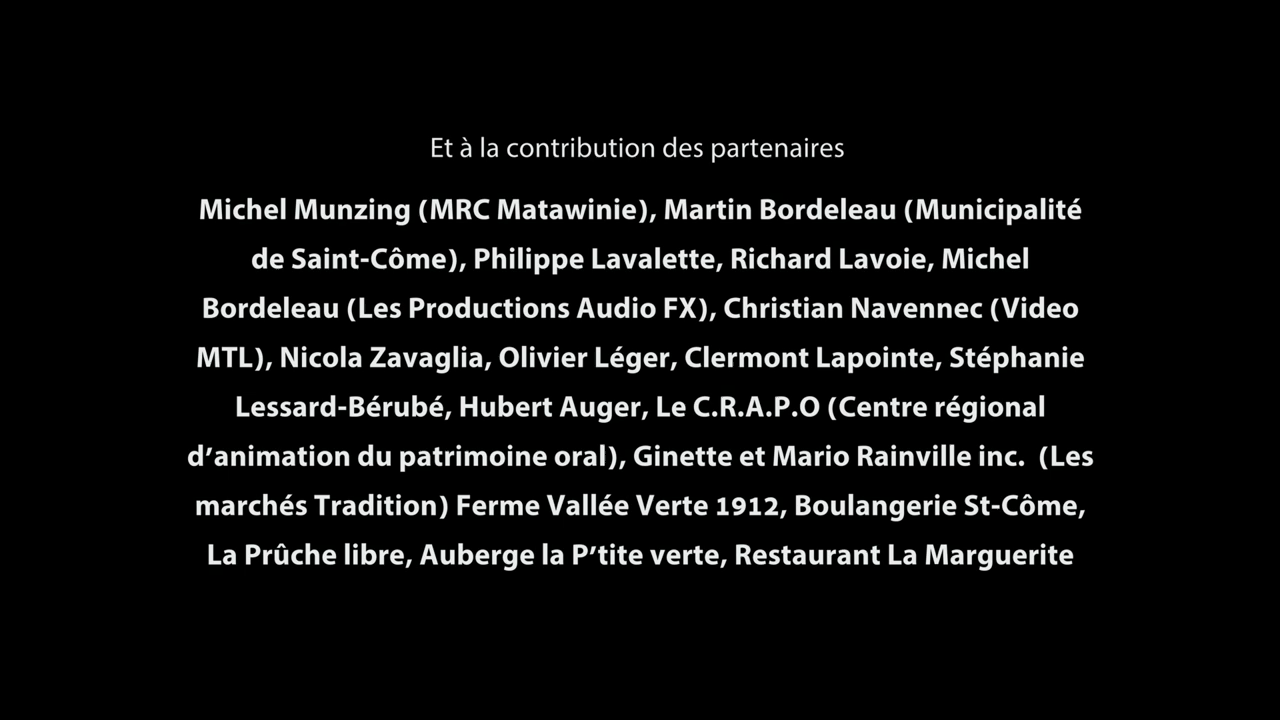 Et à la contribution des partenaires
Michel Munzing (MRC Matawinie), Martin Bordeleau (Municipalité
de Saint-Côme), Philippe Lavalette, Richard Lavoie, Michel
Bordeleau (Les Productions Audio FX), Christian Navennec (Video
MTL), Nicola Zavaglia, Olivier Léger, Clermont Lapointe, Stéphanie
Lessard-Bérubé, Hubert Auger, Le C.R.A.P.O (Centre régional
d’animation du patrimoine oral), Ginette et Mario Rainville inc.  (Les
marchés Tradition) Ferme Vallée Verte 1912, Boulangerie St-Côme,
La Prûche libre, Auberge la P’tite verte, Restaurant La Marguerite